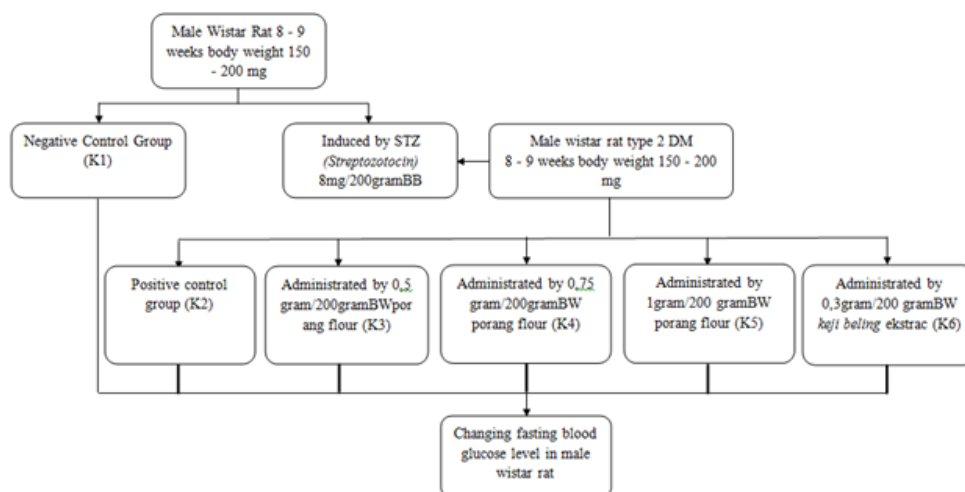 Male Wistar Rat 8 - 9
weeks body weight 150
- 200 mg
Negative Control Group
(K1)
Induced by STZ
(Streptozotocin)
8mg/200gramBB
Male wistar rat type 2 DM
8 - 9 weeks body weight 150 - 200
mg
Positive control
group (K2)
Administrated by 0,5
gram/200gramBWpor
ang flour (K3)
Administrated by 0,75
gram/200gramBW
porang flour (K4)
Administrated by
1gram/200 gramBW
porang flour (K5)
Administrated by
0,3gram/200 gramBW
keji beling ekstrac (K6)
Changing fasting blood
glucose level in male
wistar rat